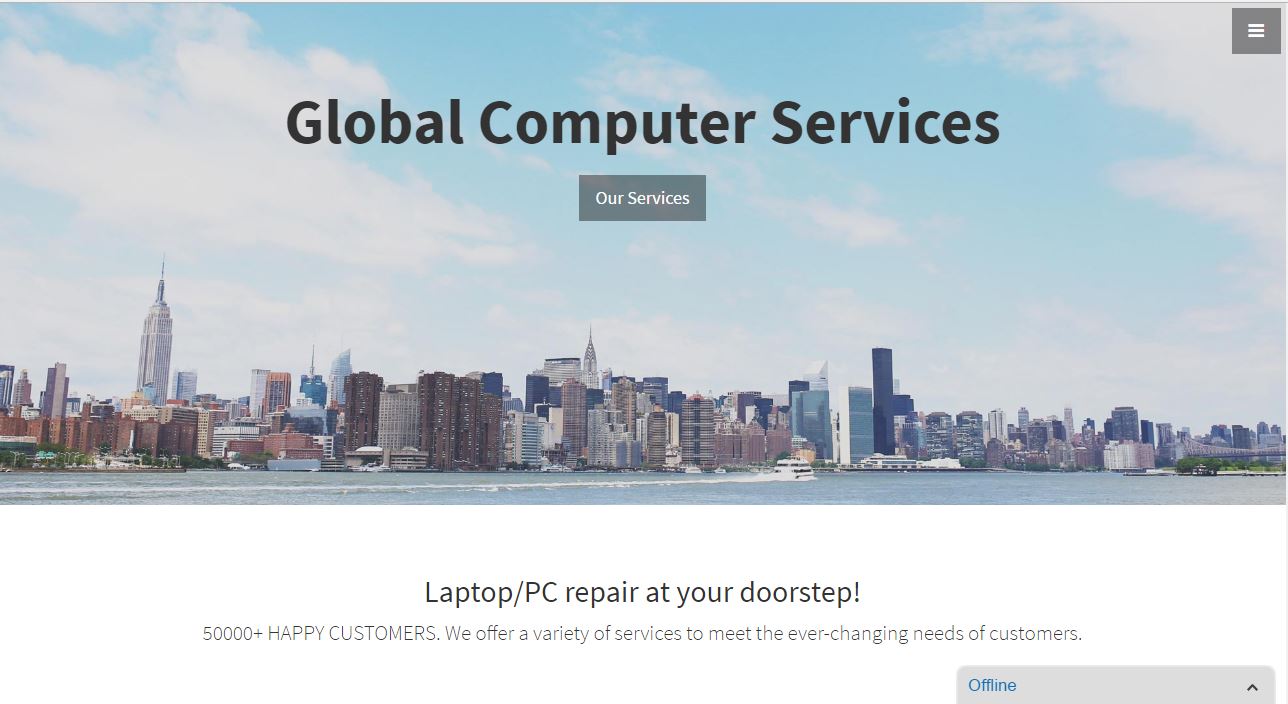 Global Computer Services
Our Services
Laptop/PC repair at your doorstep!
50000+ HAPPY CUSTOMERS. We offer a variety of services to meet the ever-changing needs of customers.
Offline